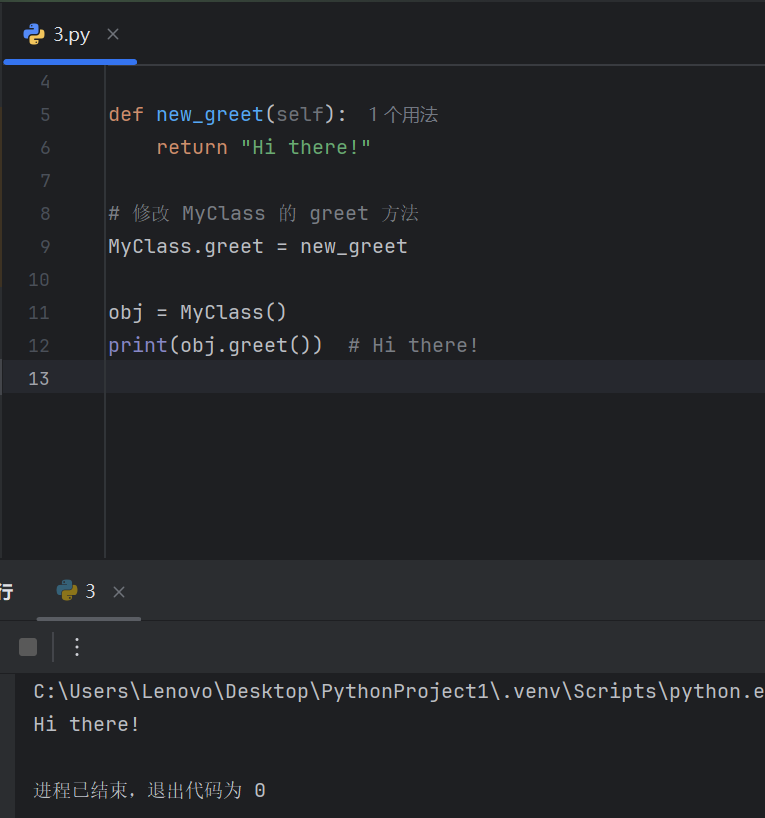 3.py
4
5 def new_greet(self): 1个用法
6 return "Hi there!"
7
8 # 修改 MyClass 的 greet 方法
9 MyClass.greet = new_greet
10
11 obj = MyClass()
12 print(obj.greet()) # Hi there!
13
行 3
C:\Users\Lenovo\Desktop\PythonProject1\.venv\Scripts\python.e
Hi there!
进程已结束，退出代码为 0